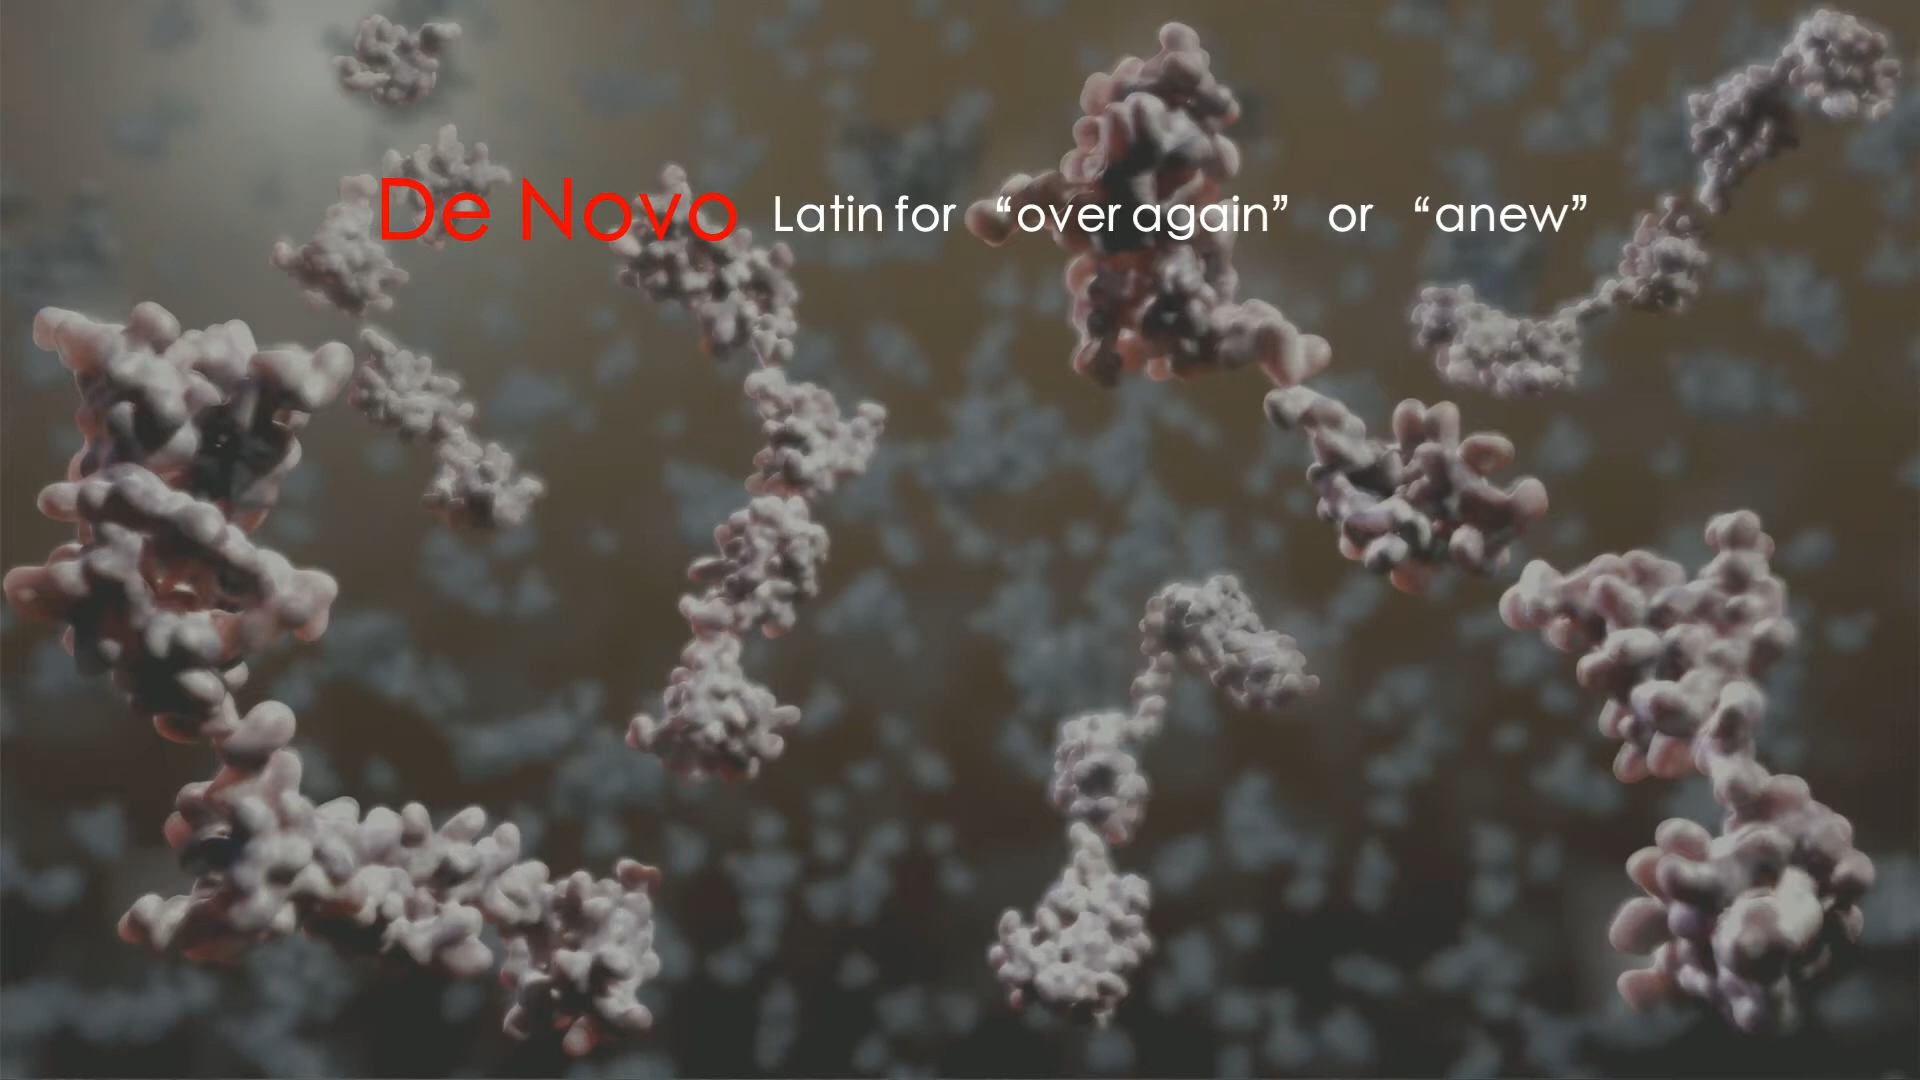 De Novo Latin for “over again” or “anew”